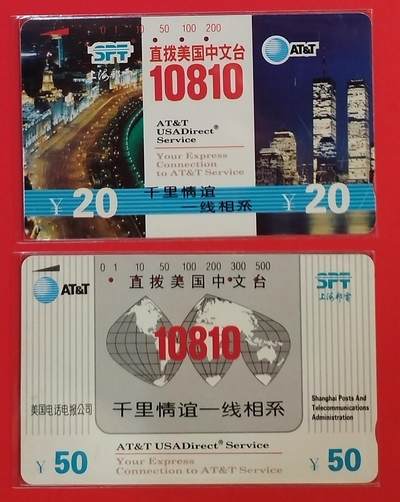 0 10 50 100 200
SPT
上海邮电
直拨美国中文台
AT&T
10810
AT&T
USADirect® Service
Your Express
Connection
to AT&T Service
千里情谊
一线相系
¥ 20
¥ 20
0 1 10 50 100 200 300 500
AT&T
直拨美国中文台
SPT
上海邮电
10810
美国电话电报公司
千里情谊一线相系
Shanghai Posts And
Telecommunications
Administration
AT&T USADirect® Service
Your Express
Connection to AT&T Service
¥ 50
¥ 50